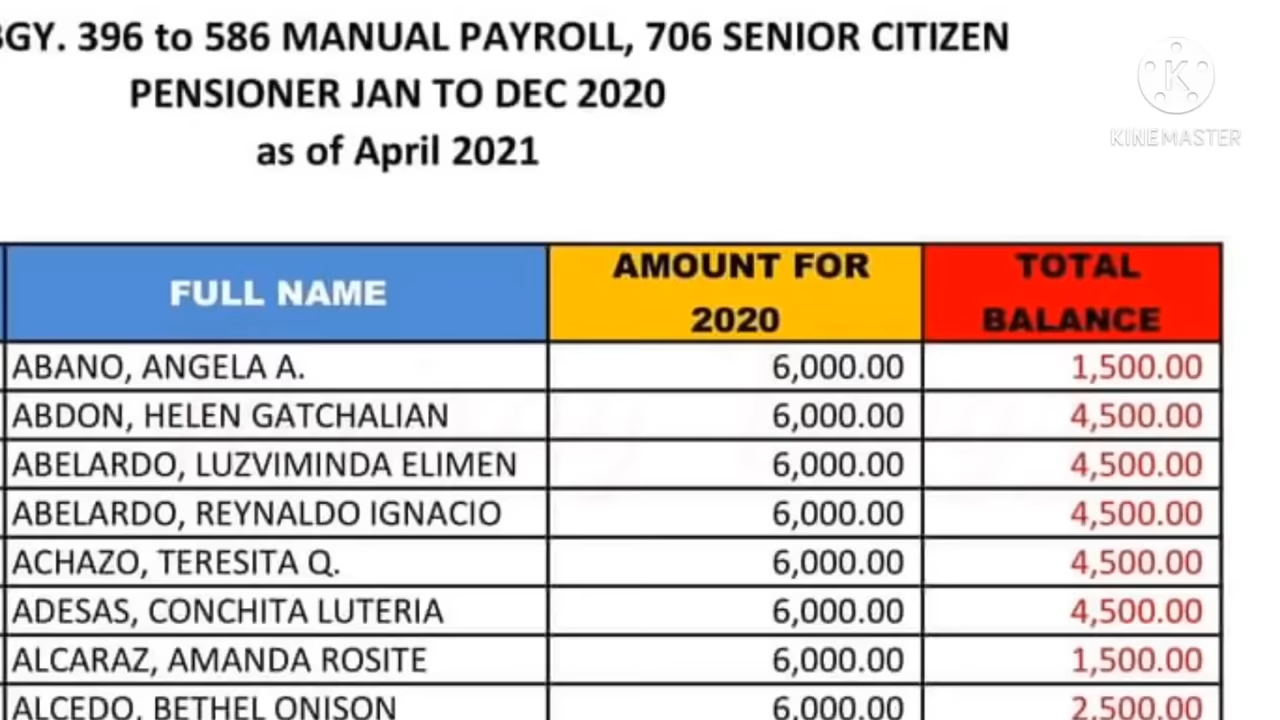 BGY. 396 to 586 MANUAL PAYROLL, 706 SENIOR CITIZEN
PENSIONER JAN TO DEC 2020
as of April 2021
K
KINEMASTER
FULL NAME AMOUNT FOR 2020 TOTAL BALANCE
ABANO, ANGELA A. 6,000.00 1,500.00
ABDON, HELEN GATCHALIAN 6,000.00 4,500.00
ABELARDO, LUZVIMINDA ELIMEN 6,000.00 4,500.00
ABELARDO, REYNALDO IGNACIO 6,000.00 4,500.00
ACHAZO, TERESITA Q. 6,000.00 4,500.00
ADESAS, CONCHITA LUTERIA 6,000.00 4,500.00
ALCARAZ, AMANDA ROSITE 6,000.00 1,500.00
ALCEDO, BETHEL ONISON 6,000.00 2,500.00